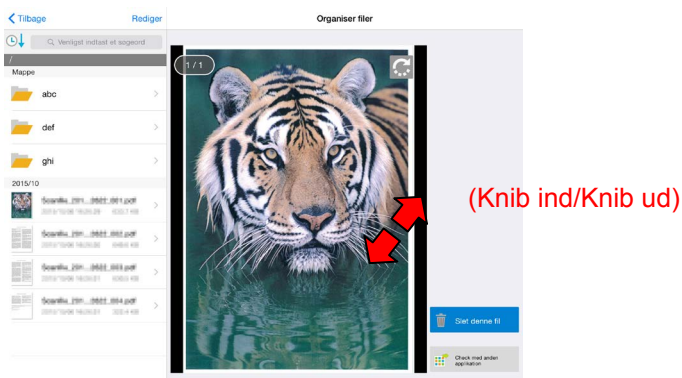 Tilbage
Rediger
Organiser filer
Venligst indtast et søgeord
/
Mappe
abc
def
ghi
2015/10
1 / 1
(Knib ind/Knib ud)
Slet denne fil
Check med anden
applikation